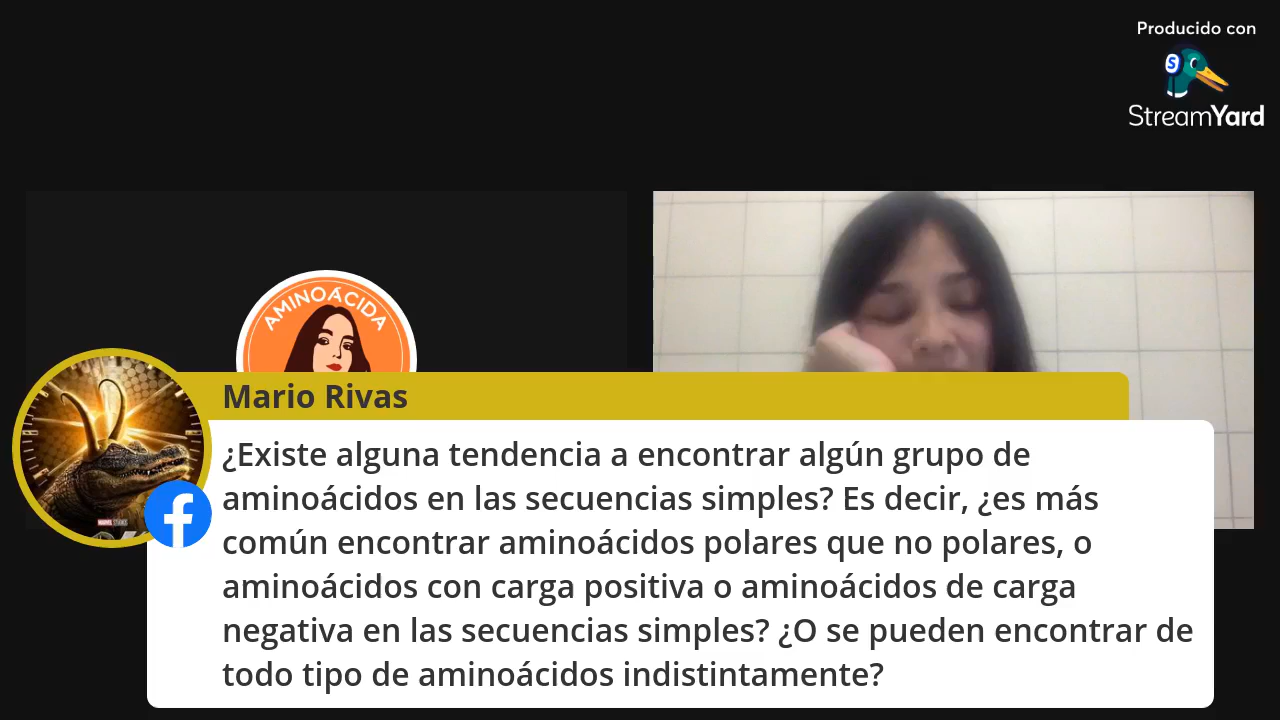 Producido con
S
StreamYard
AMINOÁCIDA
Mario Rivas
¿Existe alguna tendencia a encontrar algún grupo de
aminoácidos en las secuencias simples? Es decir, ¿es más
común encontrar aminoácidos polares que no polares, o
aminoácidos con carga positiva o aminoácidos de carga
negativa en las secuencias simples? ¿O se pueden encontrar de
todo tipo de aminoácidos indistintamente?